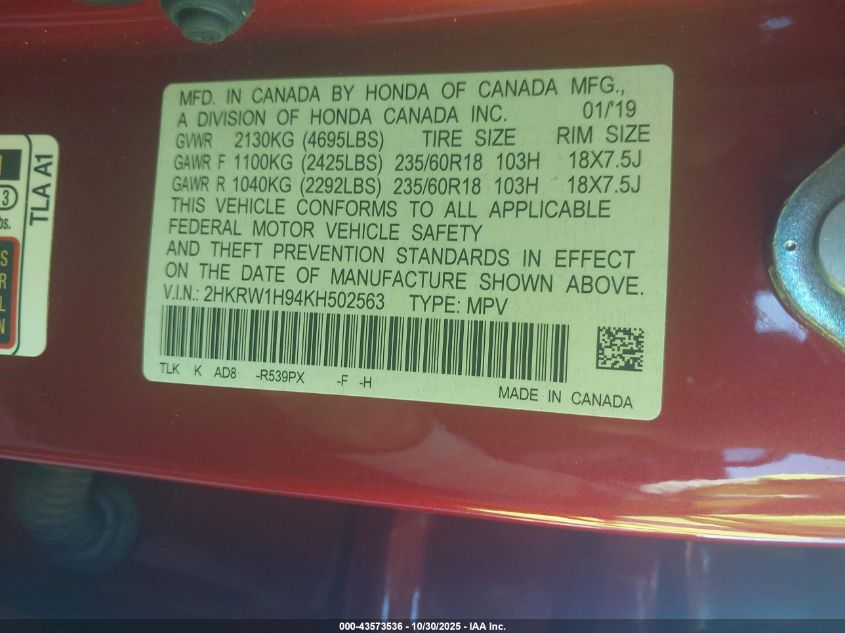 MFD. IN CANADA BY HONDA OF CANADA MFG.,
A DIVISION OF HONDA CANADA INC. 01/'19
GVWR 2130KG (4695LBS) TIRE SIZE RIM SIZE
GAWR F 1100KG (2425LBS) 235/60R18 103H 18X7.5J
GAWR R 1040KG (2292LBS) 235/60R18 103H 18X7.5J
THIS VEHICLE CONFORMS TO ALL APPLICABLE
FEDERAL MOTOR VEHICLE SAFETY
AND THEFT PREVENTION STANDARDS IN EFFECT
ON THE DATE OF MANUFACTURE SHOWN ABOVE.
V.I.N.: 2HKRW1H94KH502563 TYPE: MPV
TLK K AD8 -R539PX -F -H
MADE IN CANADA
TLA A1
3
bs.
S
R
L
N
000-43573536 - 10/30/2025 - IAA Inc.